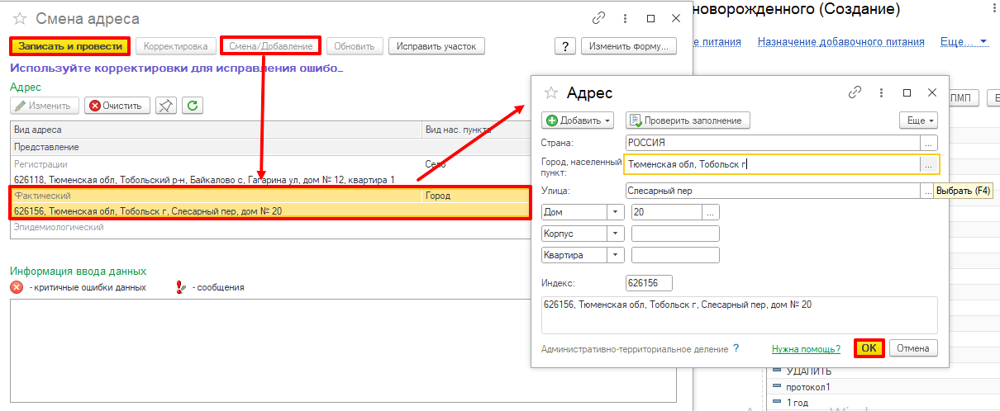 Смена адреса
новорожденного (Создание)
Записать и провести
Корректировка
Смена/Добавление
Обновить
Исправить участок
?
Изменить форму...
питания
Назначение добавочного питания
Еще...
Используйте корректировки для исправления ошибо...
Адрес
Изменить
Очистить
Вид адреса
Вид нас. пункта
Представление
Регистрации
Село
626118, Тюменская обл, Тобольский р-н, Байкалово с, Гагарина ул, дом № 12, квартира 1
Фактический
Город
626156, Тюменская обл, Тобольск г, Слесарный пер, дом № 20
Эпидемиологический
Информация ввода данных
- критичные ошибки данных
- сообщения
Адрес
Добавить
Проверить заполнение
Еще
Страна:
РОССИЯ
...
Город, населенный
пункт:
Тюменская обл, Тобольск г
...
Улица:
Слесарный пер
...
Выбрать (F4)
Дом
20
...
Корпус
Квартира
Индекс:
626156
626156, Тюменская обл, Тобольск г, Слесарный пер, дом № 20
Административно-территориальное деление ?
Нужна помощь?
OK
Отмена
ПМП
УДАЛИТЬ
протокол1
1 год